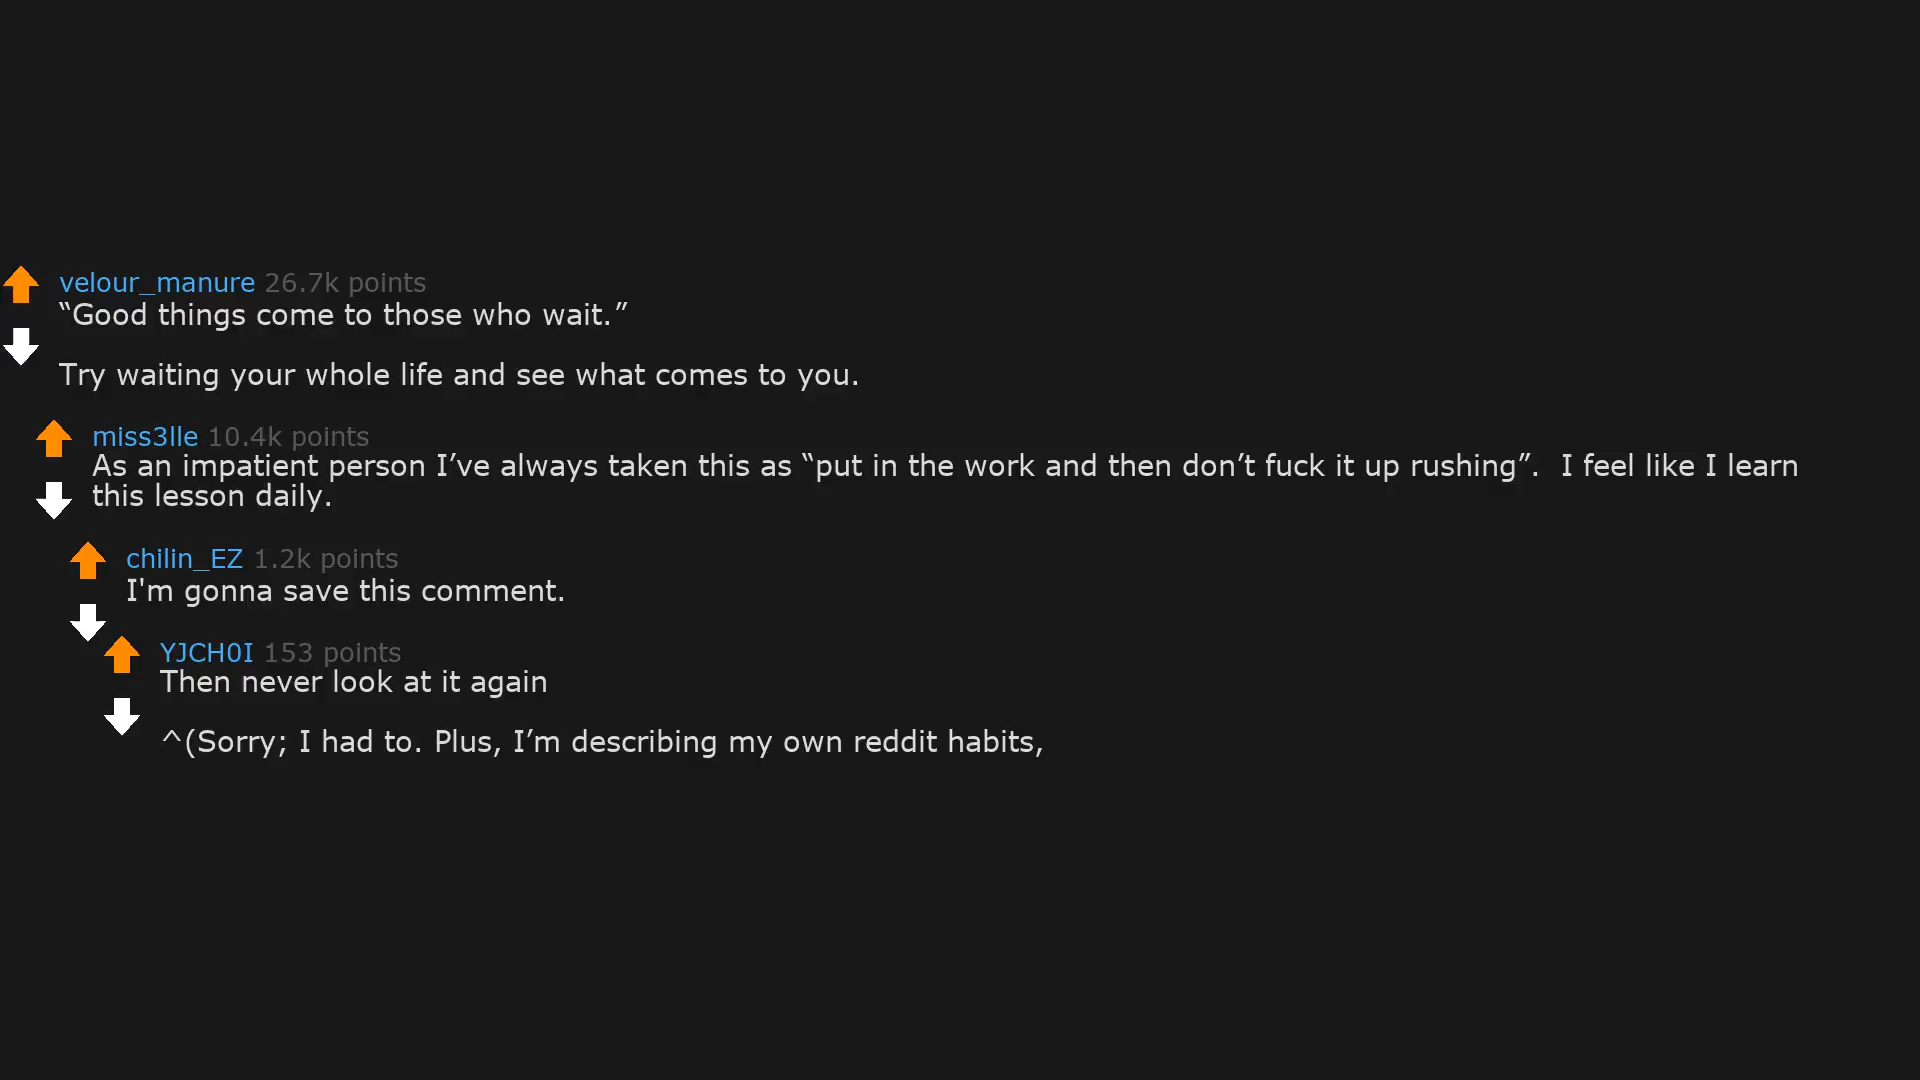 velour_manure 26.7k points
“Good things come to those who wait.”
Try waiting your whole life and see what comes to you.
miss3lle 10.4k points
As an impatient person I’ve always taken this as “put in the work and then don’t fuck it up rushing”.  I feel like I learn
this lesson daily.
chilin_EZ 1.2k points
I'm gonna save this comment.
YJCH0I 153 points
Then never look at it again
^(Sorry; I had to. Plus, I’m describing my own reddit habits,